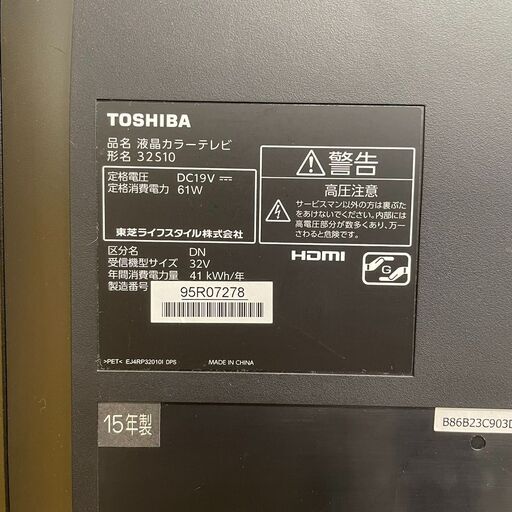 TOSHIBA
品名 液晶カラーテレビ
形名 32S10
定格電圧 DC19V ⎓
定格消費電力 61W
東芝ライフスタイル株式会社
区分名 DN
受信機型サイズ 32V
年間消費電力量 41 kWh/年
製造番号 95R07278
>PET< EJ4RP32010I DPS MADE IN CHINA
警告
高圧注意
サービスマン以外の方は裏ぶた
をあけないでください。内部には
高電圧部分が数多くあり、万一
さわると危険です。
HDMI
G
15年製
B86B23C903D